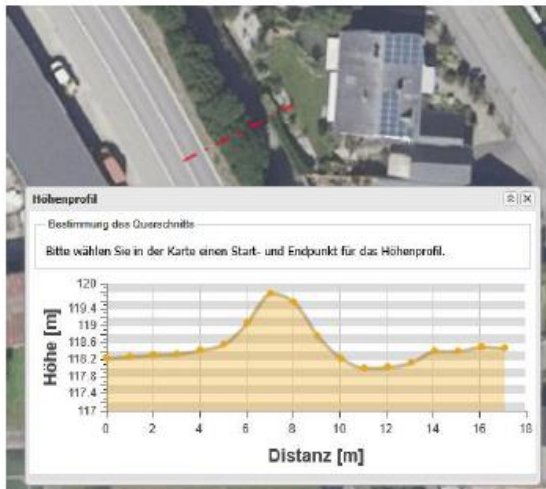 Höhenprofil
Bestimmung des Querschnitts
Bitte wählen Sie in der Karte einen Start- und Endpunkt für das Höhenprofil.
Höhe [m]
120
119.4
119
118.6
118.2
117.8
117.4
117
0 2 4 6 8 10 12 14 16 18
Distanz [m]